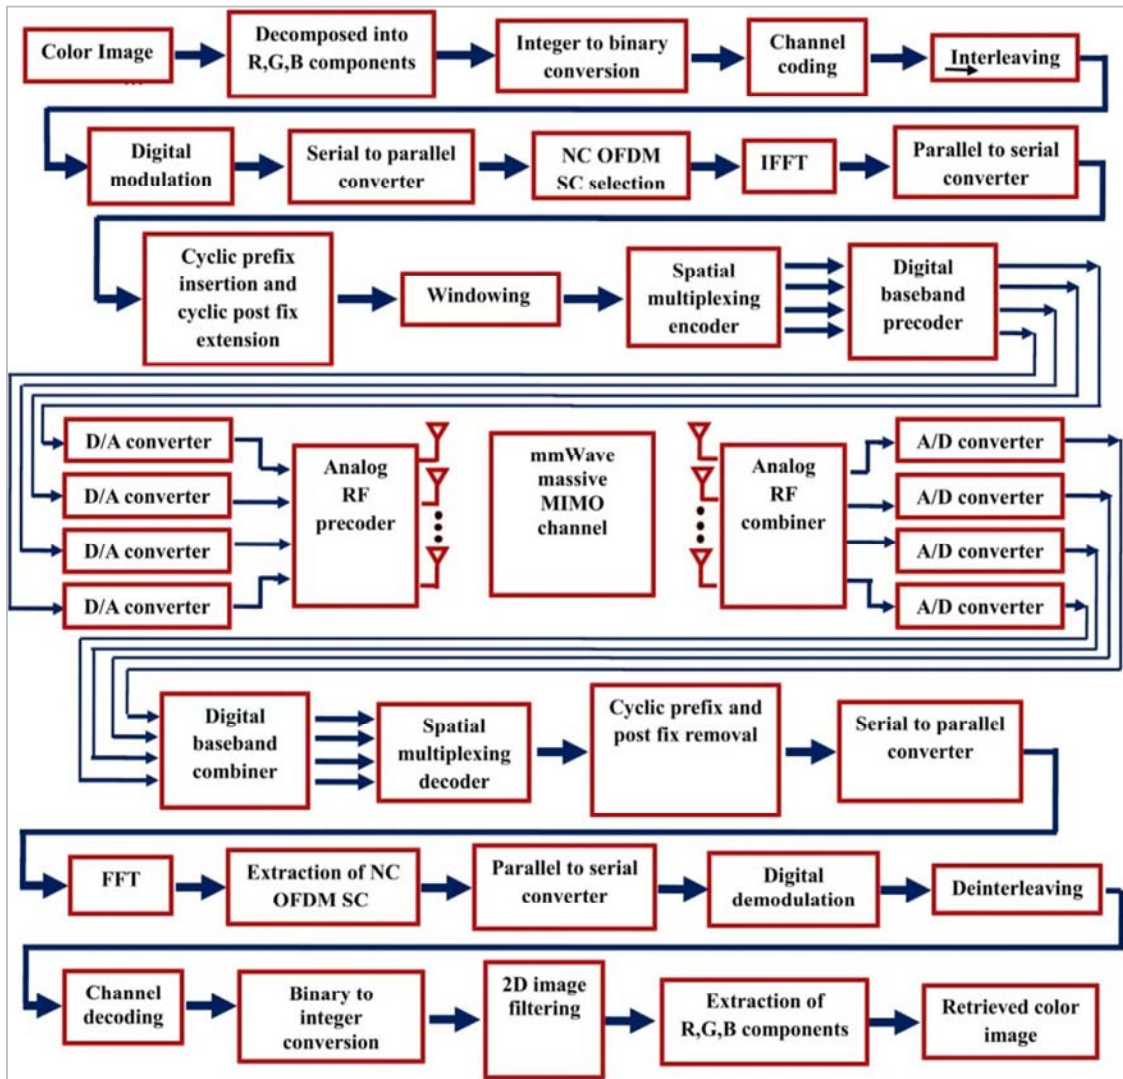 Color Image
...
Decomposed into
R,G,B components
Integer to binary
conversion
Channel
coding
Interleaving
Digital
modulation
Serial to parallel
converter
NC OFDM
SC selection
IFFT
Parallel to serial
converter
Cyclic prefix
insertion and
cyclic post fix
extension
Windowing
Spatial
multiplexing
encoder
Digital
baseband
precoder
D/A converter
D/A converter
D/A converter
D/A converter
Analog
RF
precoder
mmWave
massive
MIMO
channel
Analog
RF
combiner
A/D converter
A/D converter
A/D converter
A/D converter
Digital
baseband
combiner
Spatial
multiplexing
decoder
Cyclic prefix and
post fix removal
Serial to parallel
converter
FFT
Extraction of NC
OFDM SC
Parallel to serial
converter
Digital
demodulation
Deinterleaving
Channel
decoding
Binary to
integer
conversion
2D image
filtering
Extraction of
R,G,B components
Retrieved color
image